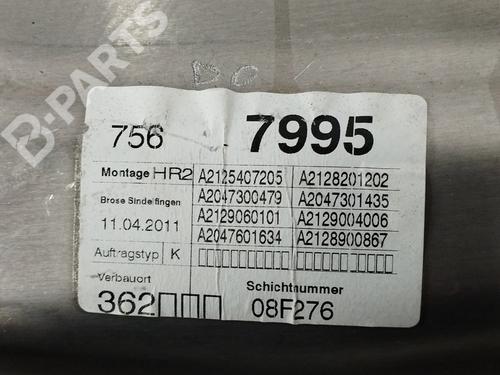 B-PARTS
DO
756 7995
Montage HR2 A2125407205 A2128201202
Brose Sindelfingen A2047300479 A2047301435
11.04.2011 A2129060101 A2129004006
A2047601634 A2128900867
Auftragstyp K
Verbauort Schichtnummer
362 08F276